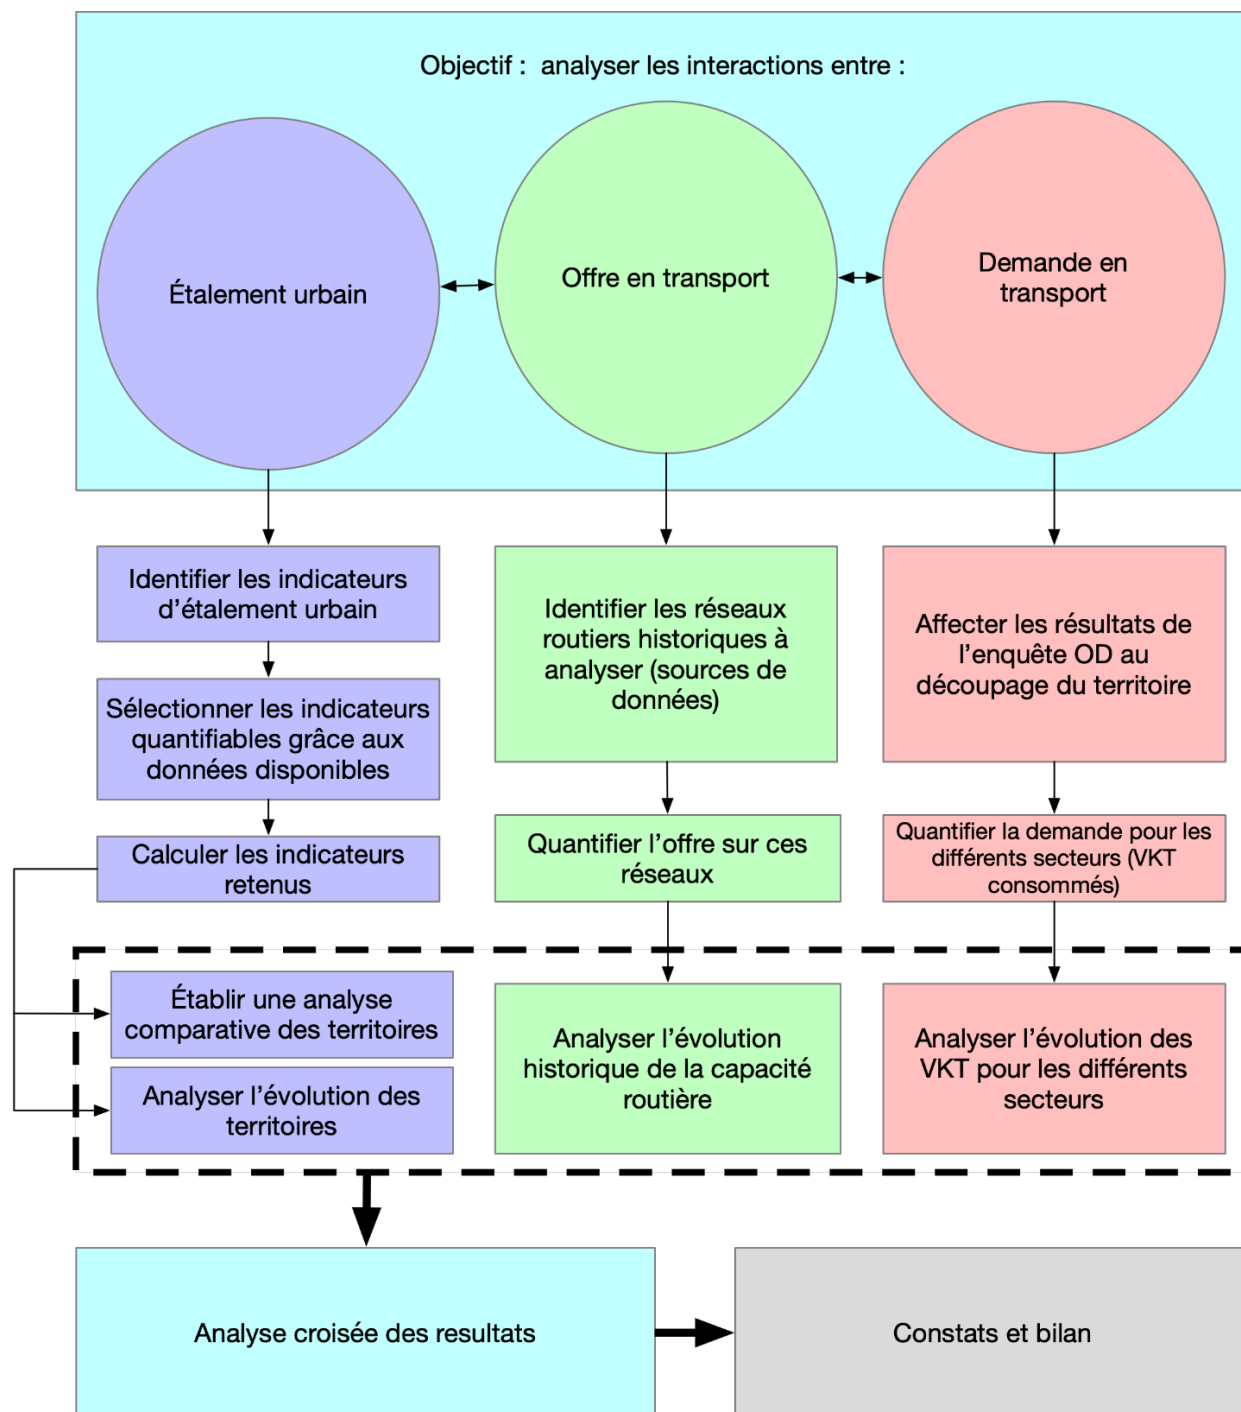 Objectif :  analyser les interactions entre :
Étalement urbain
Offre en transport
Demande en
transport
Identifier les indicateurs
d’étalement urbain
Sélectionner les indicateurs
quantifiables grâce aux
données disponibles
Calculer les indicateurs
retenus
Identifier les réseaux
routiers historiques à
analyser (sources de
données)
Quantifier l’offre sur ces
réseaux
Affecter les résultats de
l’enquête OD au
découpage du territoire
Quantifier la demande pour les
différents secteurs (VKT
consommés)
Établir une analyse
comparative des territoires
Analyser l’évolution des
territoires
Analyser l’évolution
historique de la capacité
routière
Analyser l’évolution des
VKT pour les différents
secteurs
Analyse croisée des resultats
Constats et bilan